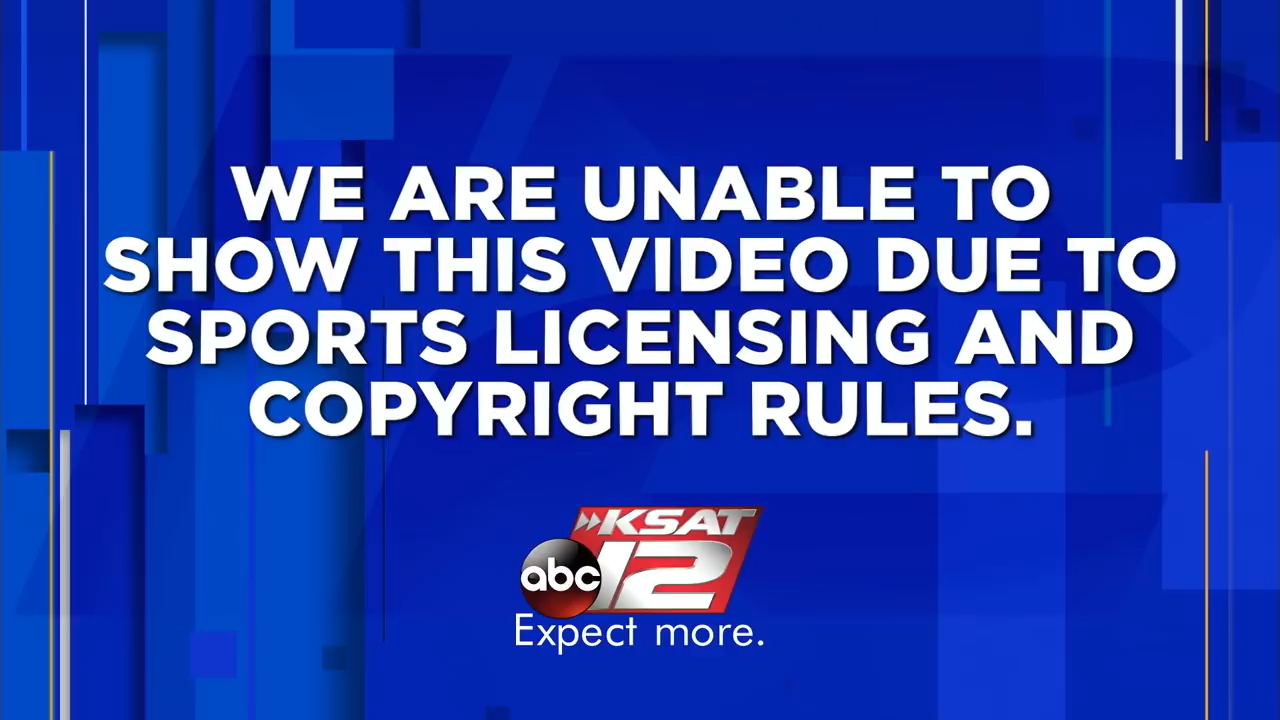 WE ARE UNABLE TO
SHOW THIS VIDEO DUE TO
SPORTS LICENSING AND
COPYRIGHT RULES.
KSAT
abc 12
Expect more.